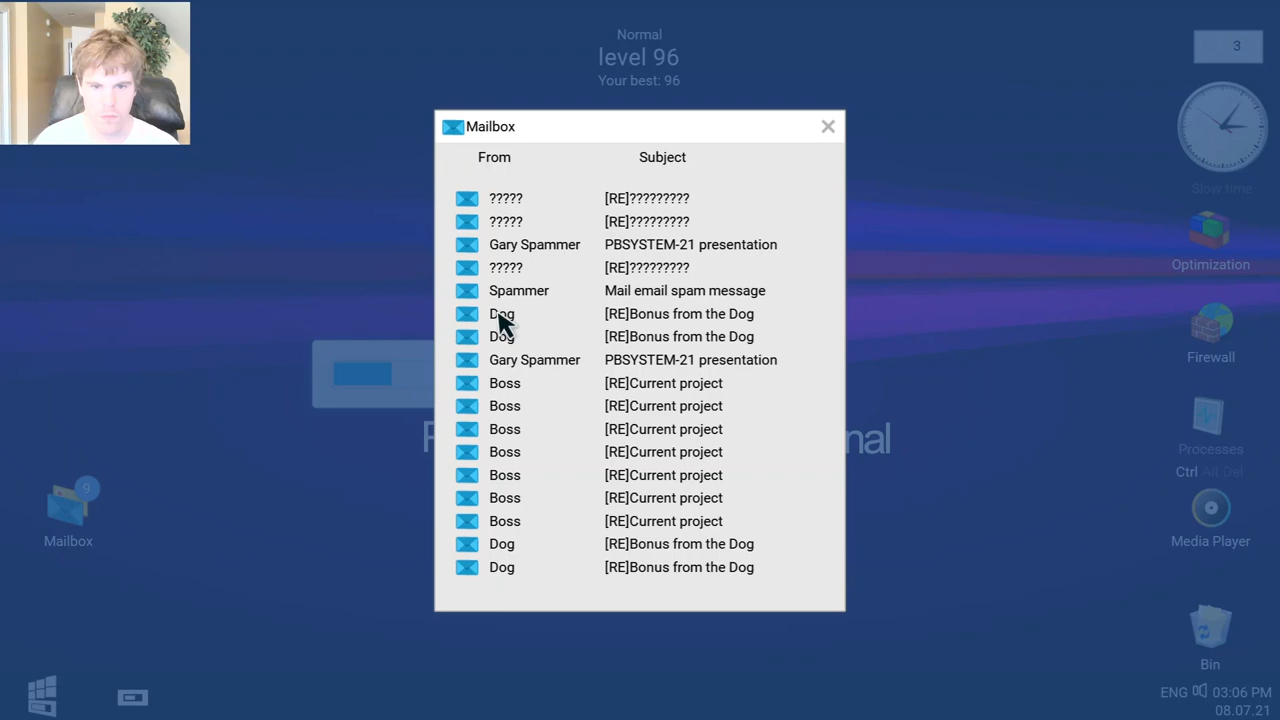 Normal
level 96
Your best: 96
3
Slow time
Mailbox
From Subject
????? [RE]?????????
????? [RE]?????????
Gary Spammer PBSYSTEM-21 presentation
????? [RE]?????????
Spammer Mail email spam message
Dog [RE]Bonus from the Dog
Dog [RE]Bonus from the Dog
Gary Spammer PBSYSTEM-21 presentation
Boss [RE]Current project
Boss [RE]Current project
Boss [RE]Current project
Boss [RE]Current project
Boss [RE]Current project
Boss [RE]Current project
Boss [RE]Current project
Dog [RE]Bonus from the Dog
Dog [RE]Bonus from the Dog
9
Mailbox
Optimization
Firewall
Processes
Ctrl Alt Del
Media Player
Bin
ENG 03:06 PM
08.07.21